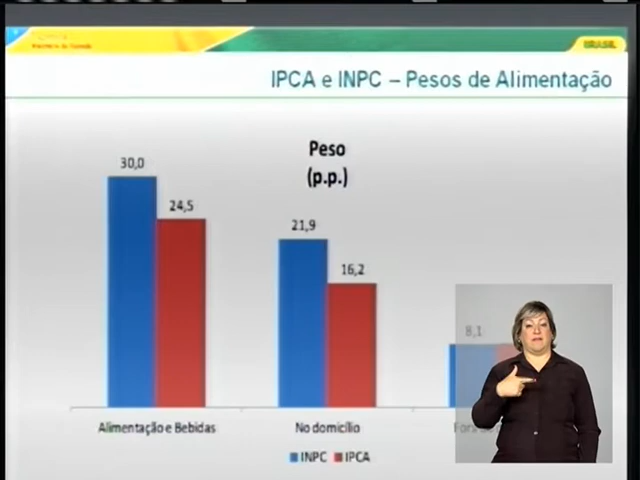 BRASIL
IPCA e INPC – Pesos de Alimentação
Peso
(p.p.)
30,0
24,5
21,9
16,2
8,1
Alimentação e Bebidas
No domicílio
INPC
IPCA